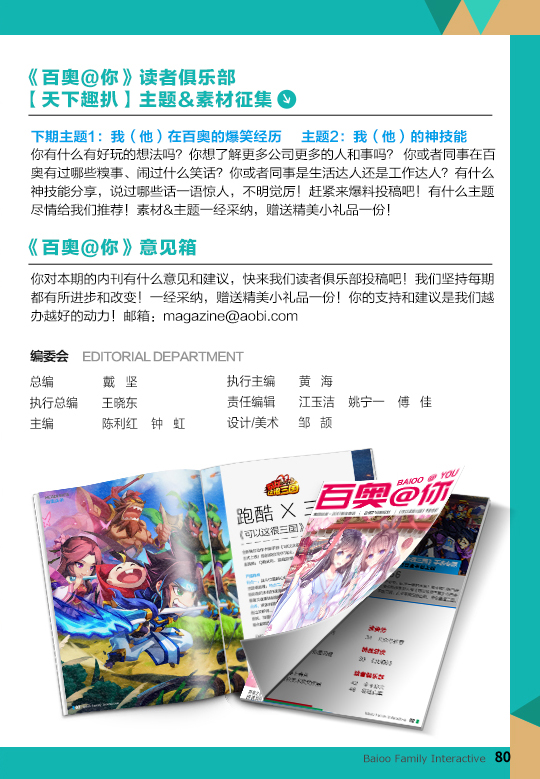 Baioo Family Interactive
《百奥@你》读者俱乐部
【天下趣扒】主题&素材征集
下期主题1：我（他）在百奥的爆笑经历 主题2：我（他）的神技能
你有什么有好玩的想法吗？你想了解更多公司更多的人和事吗？ 你或者同事在百
奥有过哪些糗事、闹过什么笑话？你或者同事是生活达人还是工作达人？有什么
神技能分享，说过哪些话一语惊人，不明觉厉！赶紧来爆料投稿吧！有什么主题
尽情给我们推荐！素材&主题一经采纳，赠送精美小礼品一份！
《百奥@你》意见箱
你对本期的内刊有什么意见和建议，快来我们读者俱乐部投稿吧！我们坚持每期
都有所进步和改变！一经采纳，赠送精美小礼品一份！你的支持和建议是我们越
办越好的动力！邮箱：magazine@aobi.com
编委会 EDITORIAL DEPARTMENT
总编 戴 坚 执行主编 黄 海
执行总编 王晓东 责任编辑 江玉洁 姚宁一 傅 佳
主编 陈利红 钟 虹 设计/美术 邹 颉
BAIOO @ YOU
百奥@你
跑酷 × 三
《可以这很三国》
Baioo Family Interactive 80